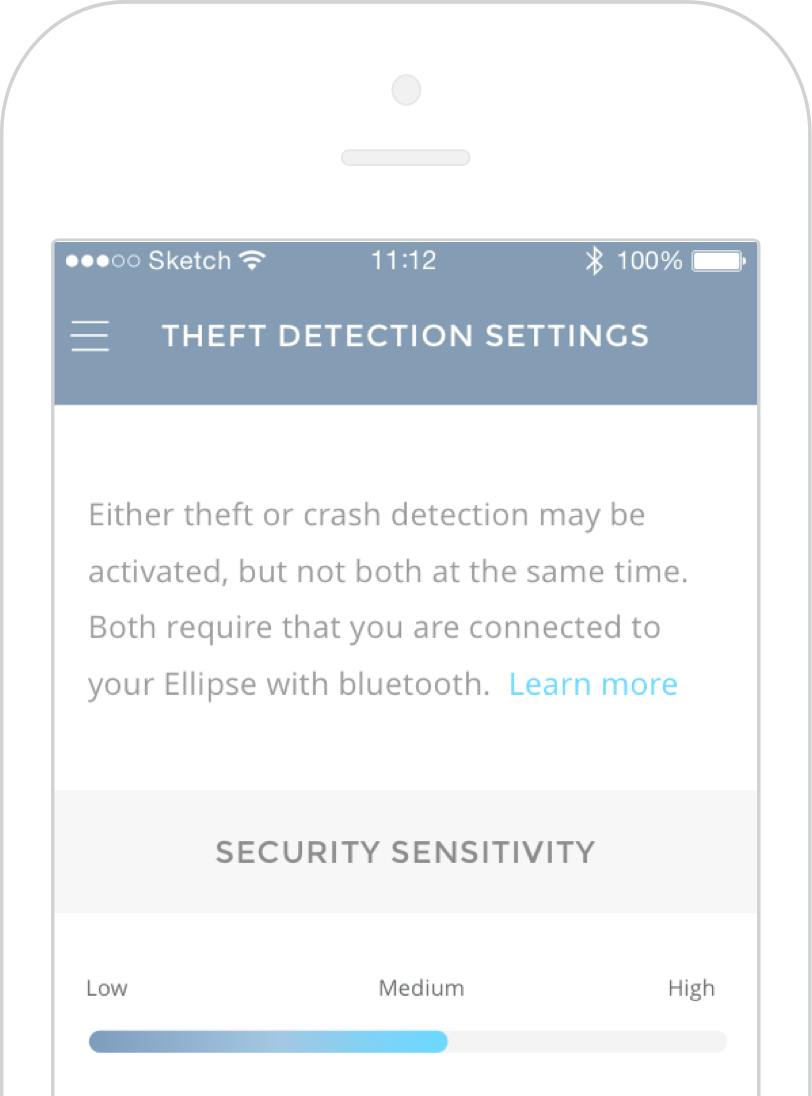 Sketch 11:12 100%
THEFT DETECTION SETTINGS
Either theft or crash detection may be
activated, but not both at the same time.
Both require that you are connected to
your Ellipse with bluetooth. Learn more
SECURITY SENSITIVITY
Low Medium High